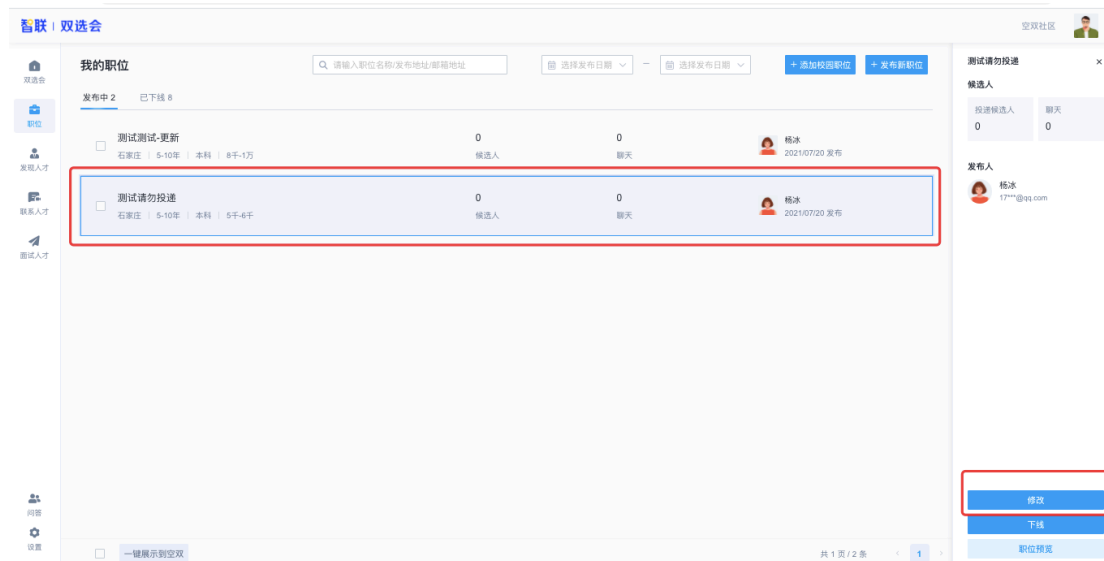 智联 | 双选会
空双社区
双选会
职位
发现人才
联系人才
面试人才
问答
设置
我的职位
请输入职位名称/发布地址/邮箱地址
选择发布日期 - 选择发布日期
+ 添加校园职位 + 发布新职位
发布中 2 已下线 8
测试测试-更新 0 0 杨冰
石家庄 | 5-10年 | 本科 | 8千-1万 候选人 聊天 2021/07/20 发布
测试请勿投递 0 0 杨冰
石家庄 | 5-10年 | 本科 | 5千-6千 候选人 聊天 2021/07/20 发布
一键展示到空双 共 1 页 / 2 条 1
测试请勿投递 ×
候选人
投递候选人 聊天
0 0
发布人
杨冰
17***@qq.com
修改
下线
职位预览